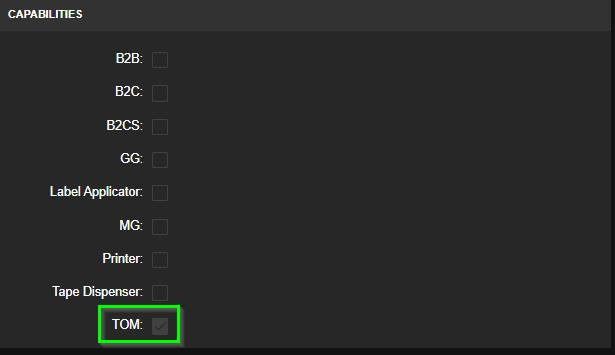 CAPABILITIES
B2B:
B2C:
B2CS:
GG:
Label Applicator:
MG:
Printer:
Tape Dispenser:
TOM: